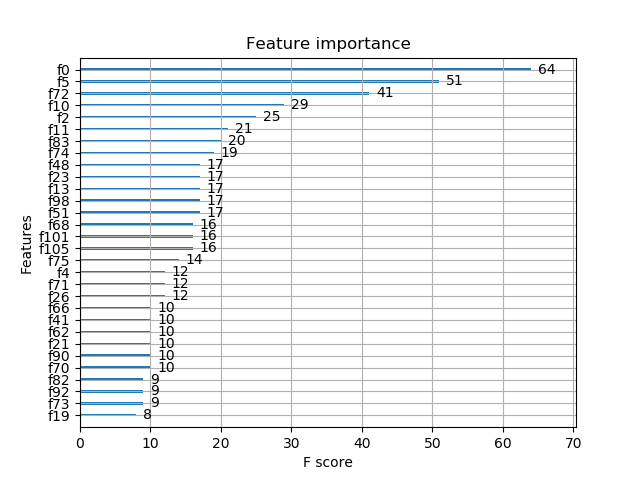 Feature importance
f0 64
f5 51
f72 41
f10 29
f2 25
f11 21
f83 20
f74 19
f48 17
f23 17
f13 17
f98 17
f51 17
f68 16
f101 16
f105 16
f75 14
f4 12
f71 12
f26 12
f66 10
f41 10
f62 10
f21 10
f90 10
f70 10
f82 9
f92 9
f73 9
f19 8
Features
0 10 20 30 40 50 60 70
F score